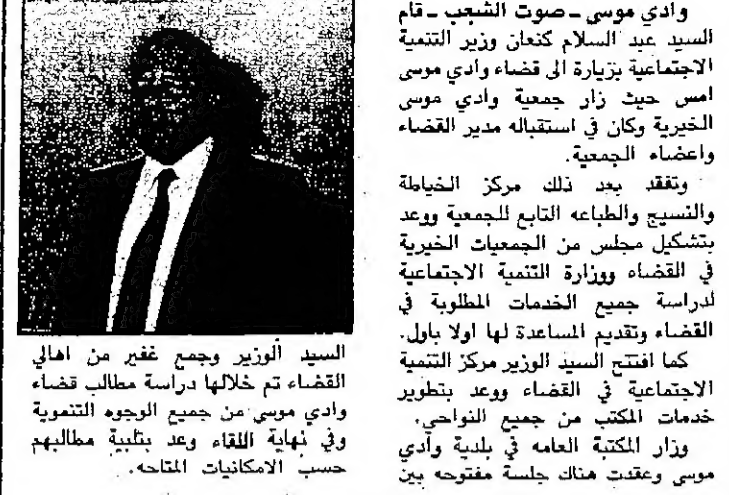 وادي موسى ـ صوت الشعب ـ قام
السيد عبد السلام كنعان وزير التنمية
الاجتماعية بزيارة الى قضاء وادي موسى
امس حيث زار جمعية وادي موسى
الخيرية وكان في استقباله مدير القضاء
واعضاء الجمعية.
وتفقد بعد ذلك مركز الخياطة
والنسيج والطباعه التابع للجمعية ووعد
بتشكيل مجلس من الجمعيات الخيرية
في القضاء ووزارة التنمية الاجتماعية
لدراسة جميع الخدمات المطلوبة في
القضاء وتقديم المساعدة لها اولا باول.
كما افتتح السيد الوزير مركز التنمية
الاجتماعية في القضاء ووعد بتطوير
خدمات المكتب من جميع النواحي.
وزار المكتبة العامه في بلدية وادي
موسى وعقدت هناك جلسة مفتوحه بين
السيد الوزير وجمع غفير من اهالي
القضاء تم خلالها دراسة مطالب قضاء
وادي موسى من جميع الوجوه التنموية
وفي نهاية اللقاء وعد بتلبية مطالبهم
حسب الامكانيات المتاحه.